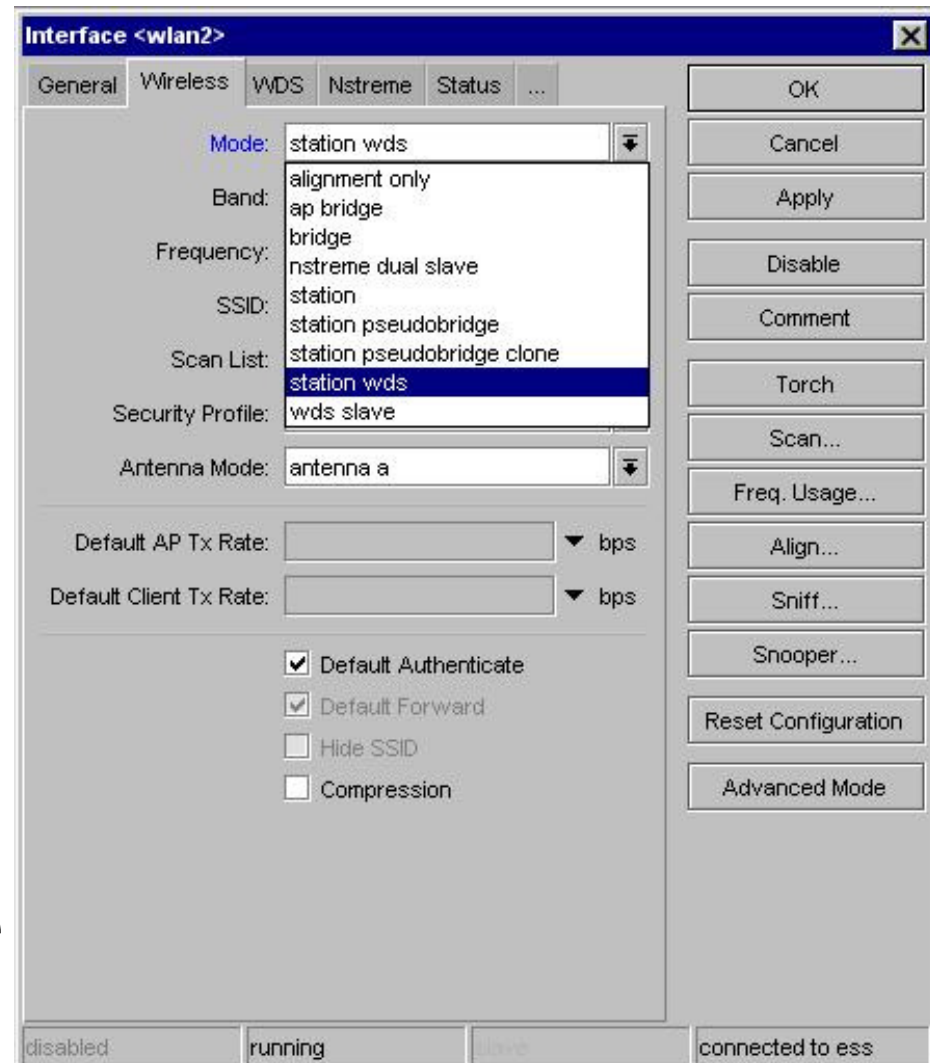 Interface <wlan2>
General Wireless WDS Nstreme Status ...
Mode: station wds
alignment only
ap bridge
bridge
nstreme dual slave
station
station pseudobridge
station pseudobridge clone
station wds
wds slave
Band:
Frequency:
SSID:
Scan List:
Security Profile:
Antenna Mode: antenna a
Default AP Tx Rate: bps
Default Client Tx Rate: bps
Default Authenticate
Default Forward
Hide SSID
Compression
OK
Cancel
Apply
Disable
Comment
Torch
Scan...
Freq. Usage...
Align...
Sniff...
Snooper...
Reset Configuration
Advanced Mode
disabled running slave connected to ess